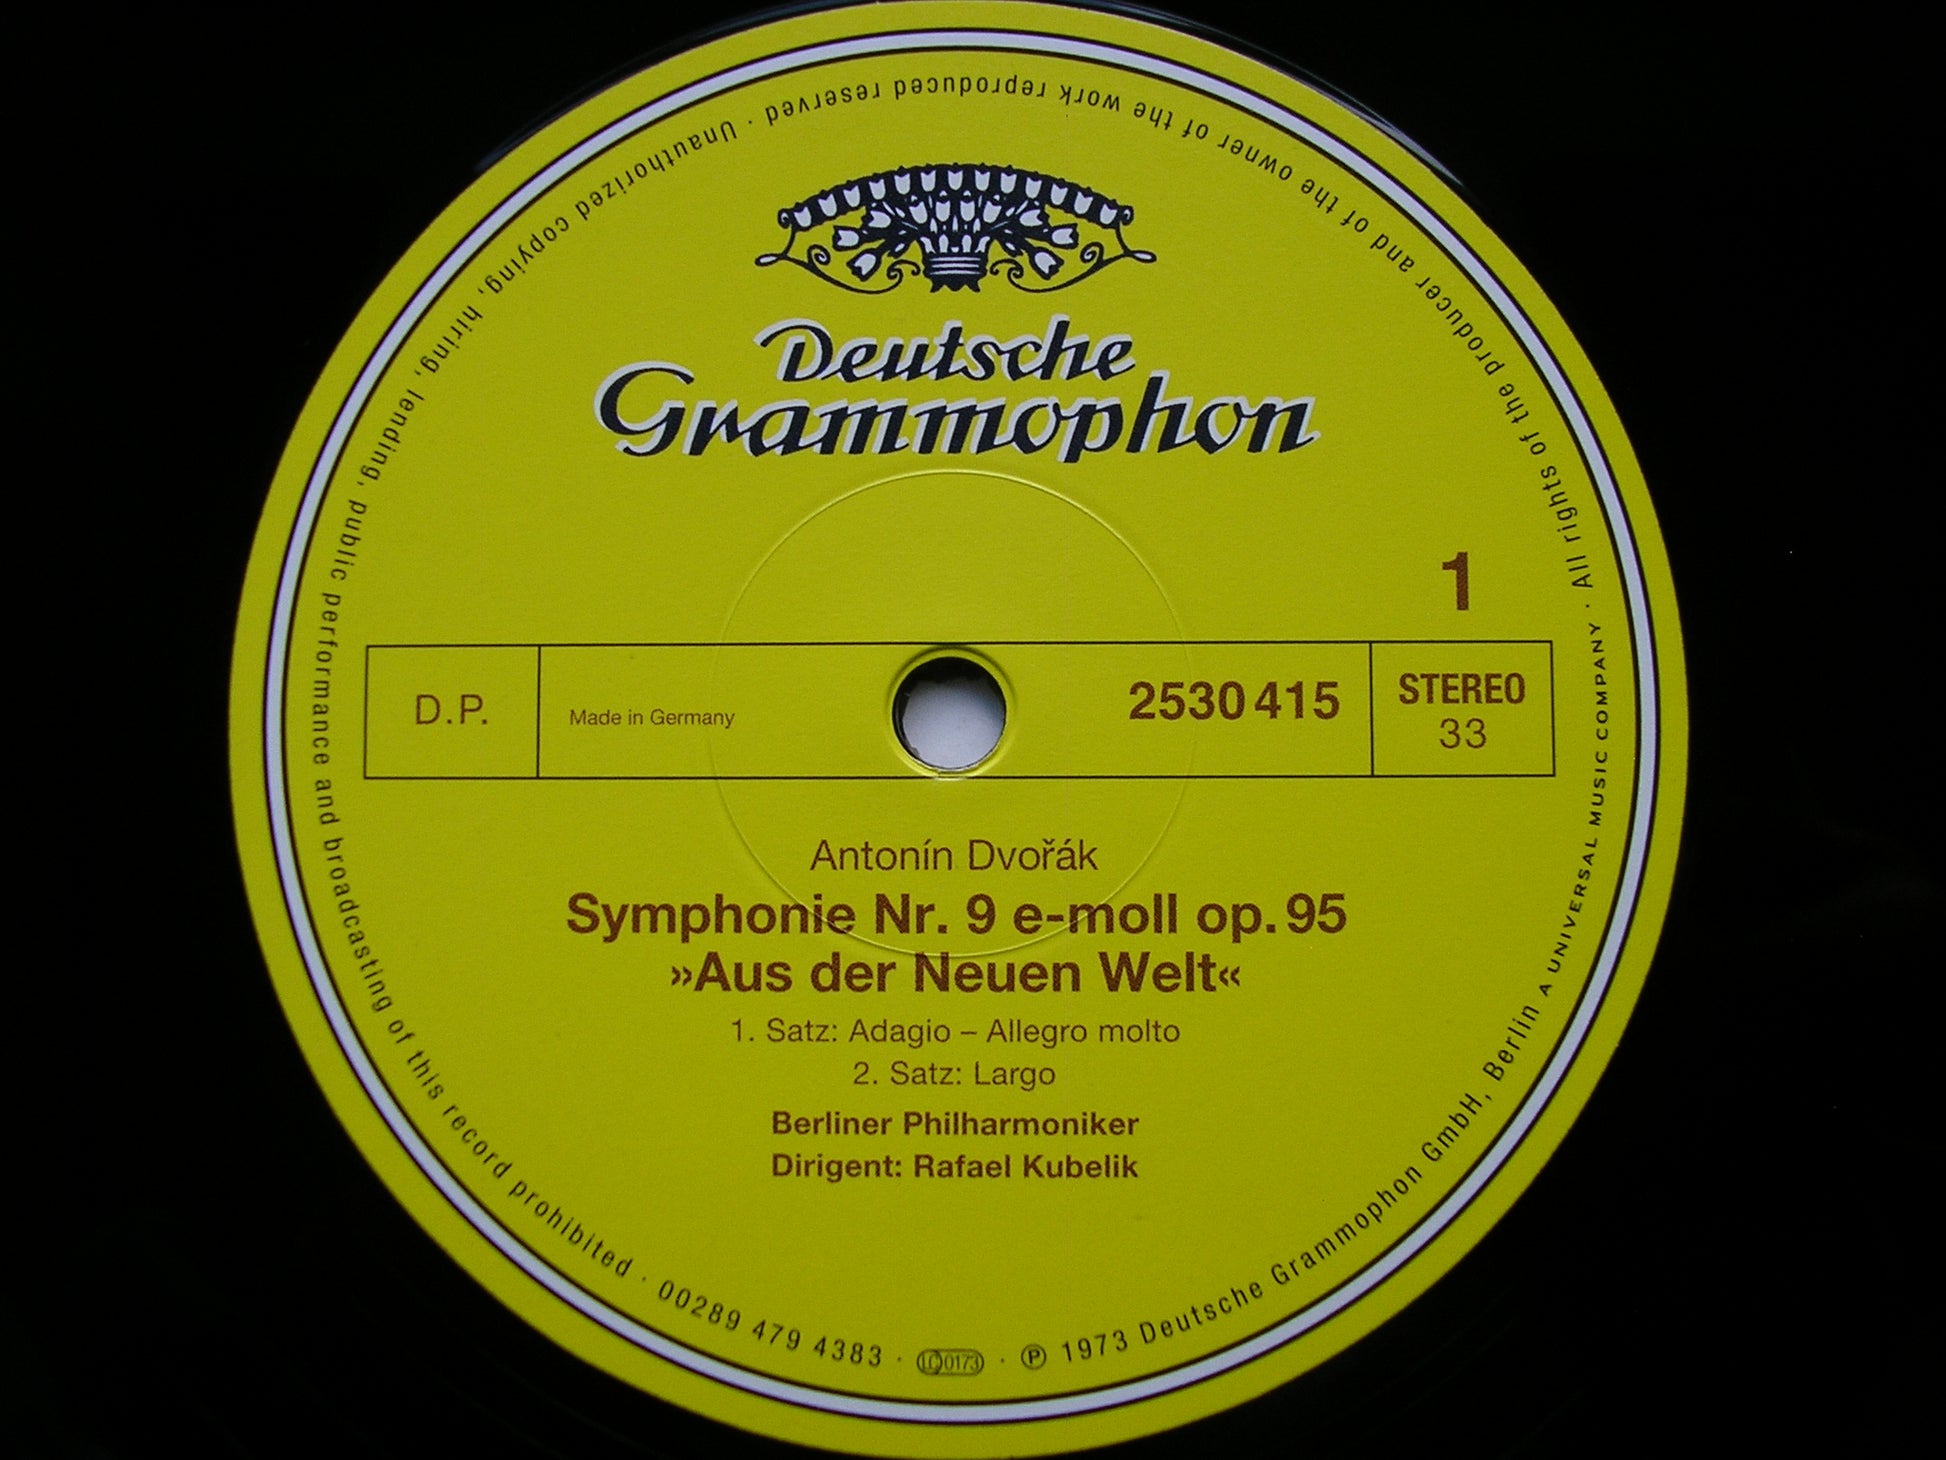 Deutsche
Grammophon
1
D.P.
Made in Germany
2530 415
STEREO
33
Antonín Dvořák
Symphonie Nr. 9 e-moll op. 95
»Aus der Neuen Welt«
1. Satz: Adagio – Allegro molto
2. Satz: Largo
Berliner Philharmoniker
Dirigent: Rafael Kubelik
℗ 1973 Deutsche Grammophon GmbH, Berlin A UNIVERSAL MUSIC COMPANY · All rights of the producer and of the owner of the work reproduced reserved · Unauthorized copying, hiring, lending, public performance and broadcasting of this record prohibited · 00289 479 4383 · LC 0173 ·